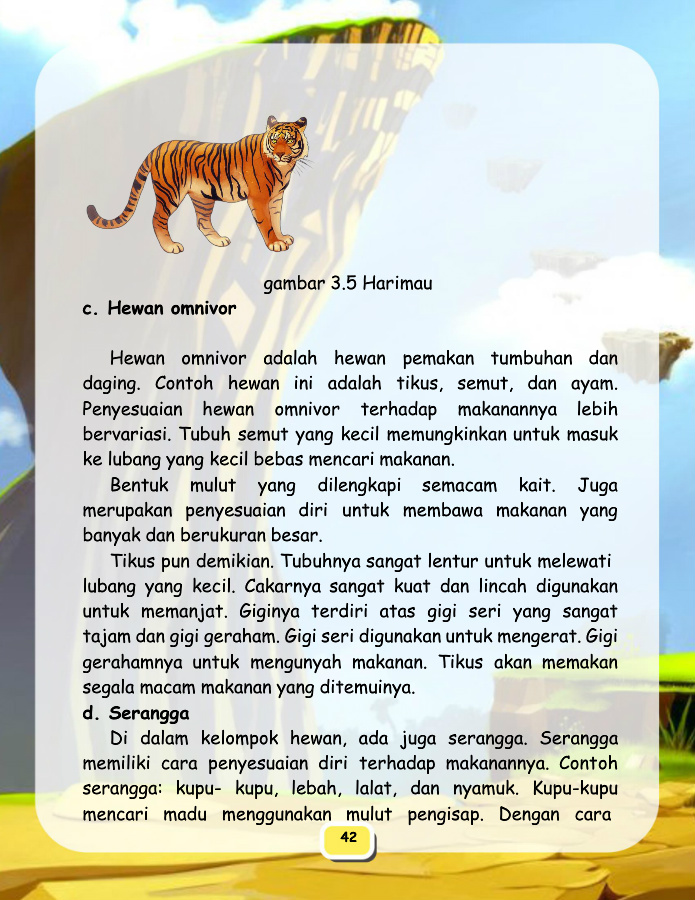 gambar 3.5 Harimau
c. Hewan omnivor
Hewan omnivor adalah hewan pemakan tumbuhan dan
daging. Contoh hewan ini adalah tikus, semut, dan ayam.
Penyesuaian hewan omnivor terhadap makanannya lebih
bervariasi. Tubuh semut yang kecil memungkinkan untuk masuk
ke lubang yang kecil bebas mencari makanan.
Bentuk mulut yang dilengkapi semacam kait. Juga
merupakan penyesuaian diri untuk membawa makanan yang
banyak dan berukuran besar.
Tikus pun demikian. Tubuhnya sangat lentur untuk melewati
lubang yang kecil. Cakarnya sangat kuat dan lincah digunakan
untuk memanjat. Giginya terdiri atas gigi seri yang sangat
tajam dan gigi geraham. Gigi seri digunakan untuk mengerat. Gigi
gerahamnya untuk mengunyah makanan. Tikus akan memakan
segala macam makanan yang ditemuinya.
d. Serangga
Di dalam kelompok hewan, ada juga serangga. Serangga
memiliki cara penyesuaian diri terhadap makanannya. Contoh
serangga: kupu- kupu, lebah, lalat, dan nyamuk. Kupu-kupu
mencari madu menggunakan mulut pengisap. Dengan cara
42